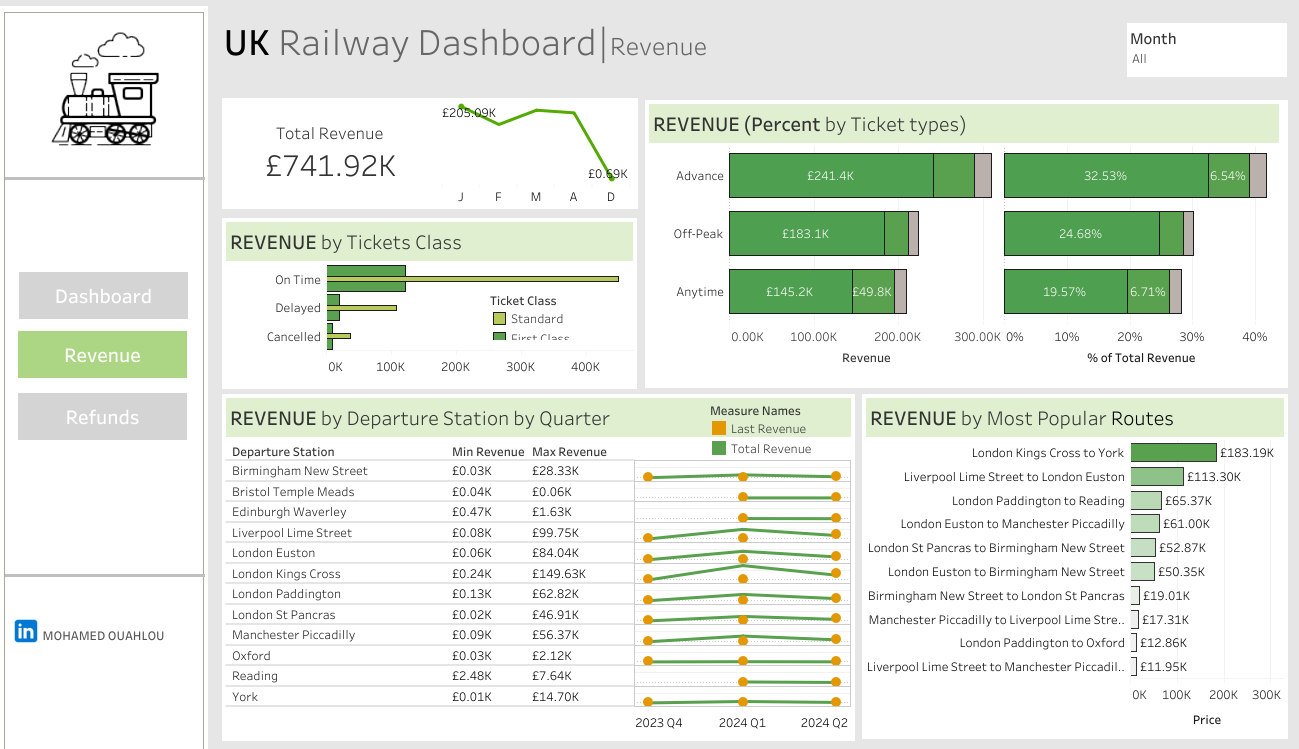 UK Railway Dashboard|Revenue
Month
All
Dashboard
Revenue
Refunds
in MOHAMED OUAHLOU
Total Revenue
£741.92K
£205.09K
£0.69K
J F M A D
REVENUE (Percent by Ticket types)
Advance £241.4K 32.53% 6.54%
Off-Peak £183.1K 24.68%
Anytime £145.2K £49.8K 19.57% 6.71%
0.00K 100.00K 200.00K 300.00K 0% 10% 20% 30% 40%
Revenue % of Total Revenue
REVENUE by Tickets Class
On Time
Delayed
Cancelled
Ticket Class
Standard
First Class
0K 100K 200K 300K 400K
REVENUE by Departure Station by Quarter
Measure Names
Last Revenue
Total Revenue
Departure Station Min Revenue Max Revenue
Birmingham New Street £0.03K £28.33K
Bristol Temple Meads £0.04K £0.06K
Edinburgh Waverley £0.47K £1.63K
Liverpool Lime Street £0.08K £99.75K
London Euston £0.06K £84.04K
London Kings Cross £0.24K £149.63K
London Paddington £0.13K £62.82K
London St Pancras £0.02K £46.91K
Manchester Piccadilly £0.09K £56.37K
Oxford £0.03K £2.12K
Reading £2.48K £7.64K
York £0.01K £14.70K
2023 Q4 2024 Q1 2024 Q2
REVENUE by Most Popular Routes
London Kings Cross to York £183.19K
Liverpool Lime Street to London Euston £113.30K
London Paddington to Reading £65.37K
London Euston to Manchester Piccadilly £61.00K
London St Pancras to Birmingham New Street £52.87K
London Euston to Birmingham New Street £50.35K
Birmingham New Street to London St Pancras £19.01K
Manchester Piccadilly to Liverpool Lime Stre.. £17.31K
London Paddington to Oxford £12.86K
Liverpool Lime Street to Manchester Piccadil.. £11.95K
0K 100K 200K 300K
Price